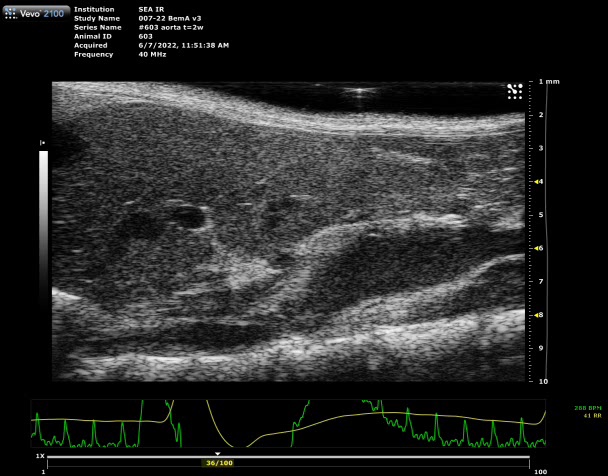 Vevo 2100
Institution SEA IR
Study Name 007-22 BemA v3
Series Name #603 aorta t=2w
Animal ID 603
Acquired 6/7/2022, 11:51:38 AM
Frequency 40 MHz
1 mm
2
3
4
5
6
7
8
9
10
288 BPM
41 RR
1X
36/100
1
100